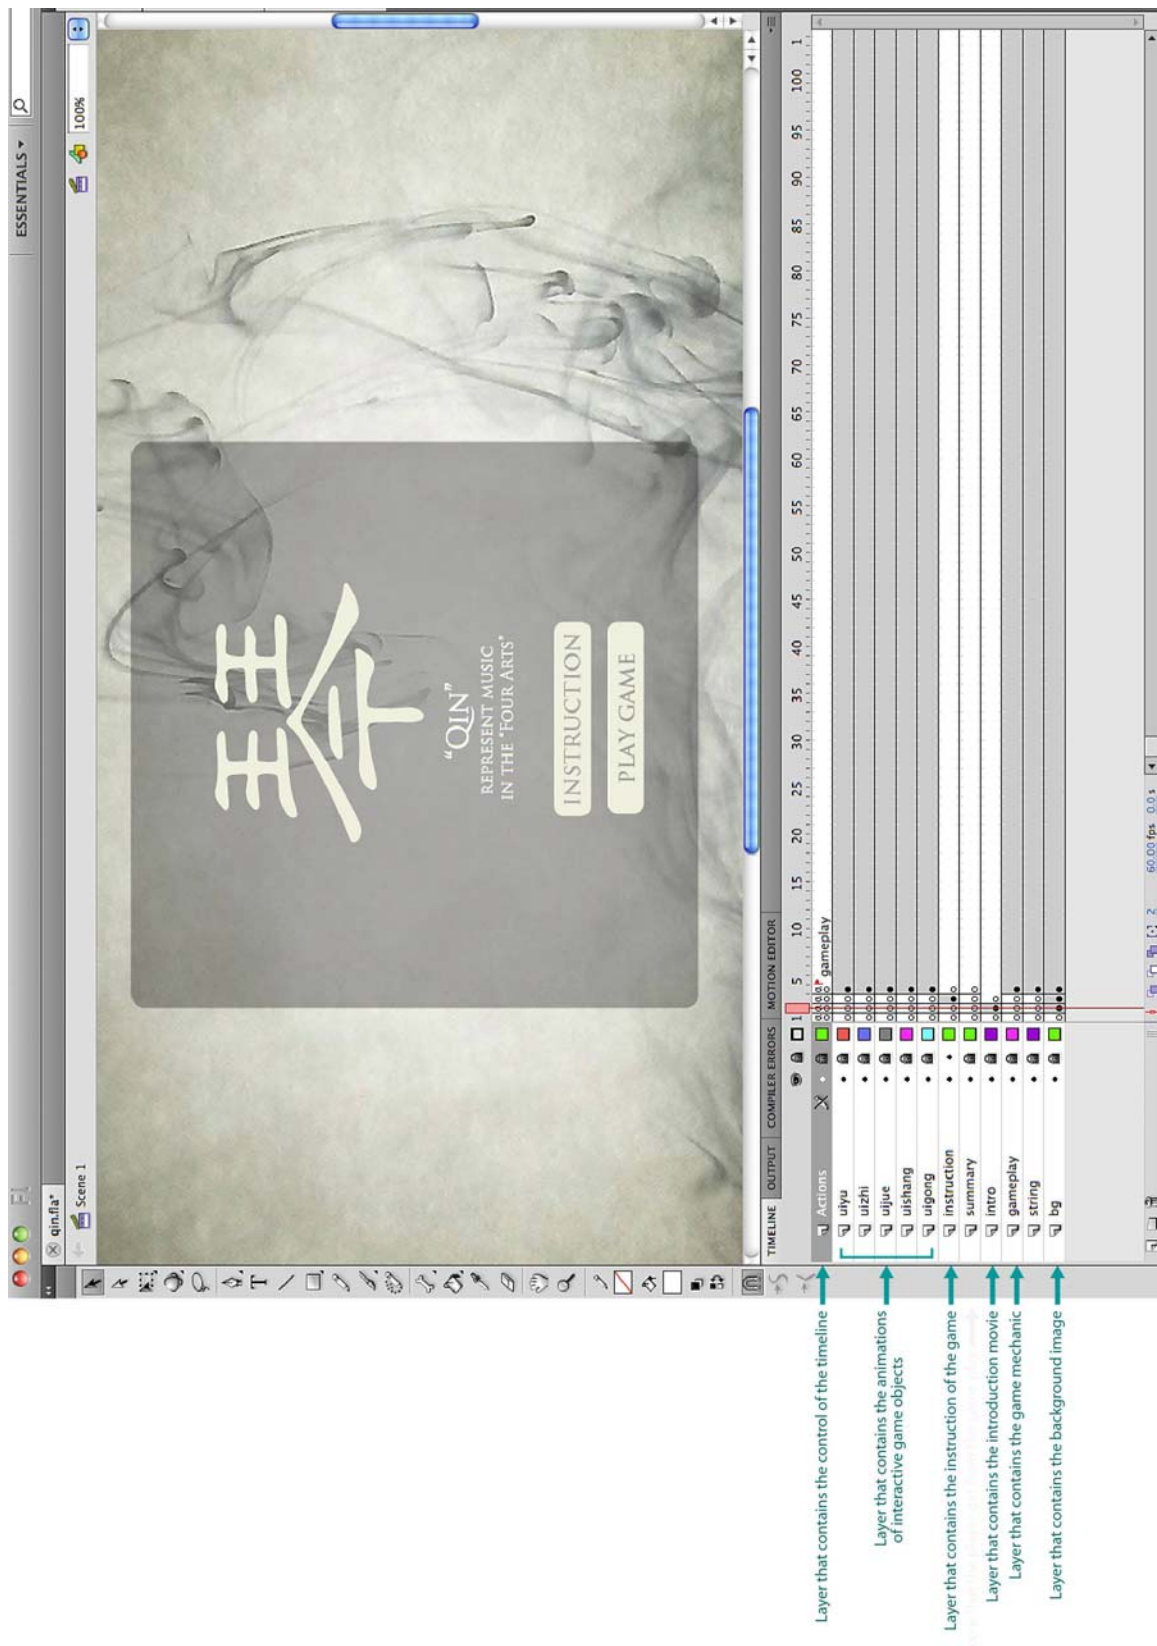 ESSENTIALS
qin.fla*
Scene 1
100%
琴
"QIN"
REPRESENT MUSIC
IN THE "FOUR ARTS"
INSTRUCTION
PLAY GAME
TIMELINE OUTPUT COMPILER ERRORS MOTION EDITOR
1 5 10 15 20 25 30 35 40 45 50 55 60 65 70 75 80 85 90 95 100 1
Layer that contains the control of the timeline
Actions
gameplay
uiyu
uizhi
Layer that contains the animations
of interactive game objects
uijue
uishang
uigong
Layer that contains the instruction of the game
instruction
summary
Layer that contains the introduction movie
intro
Layer that contains the game mechanic
gameplay
string
Layer that contains the background image
bg
2 60.00 fps 0.0 s